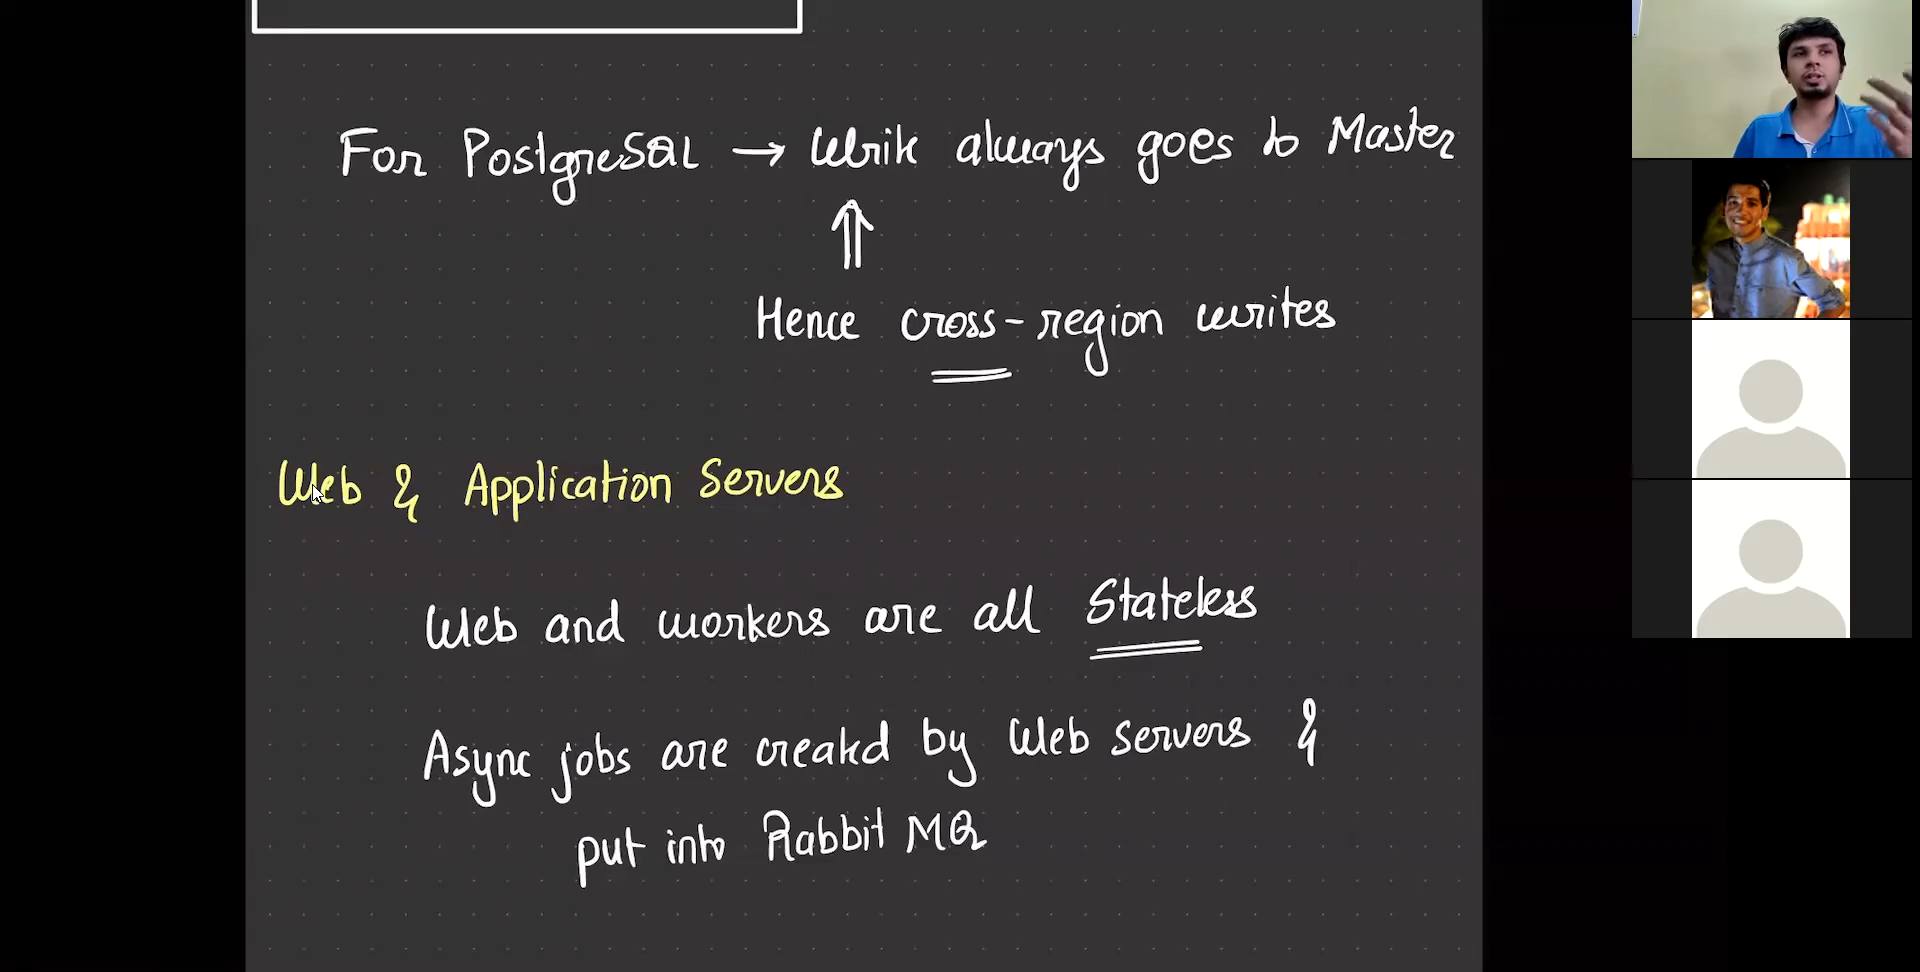 For PostgreSQL → Write always goes to Master
⇑
Hence cross-region writes
Web & Application Servers
Web and workers are all Stateless
Async jobs are created by Web servers &
put into Rabbit MQ